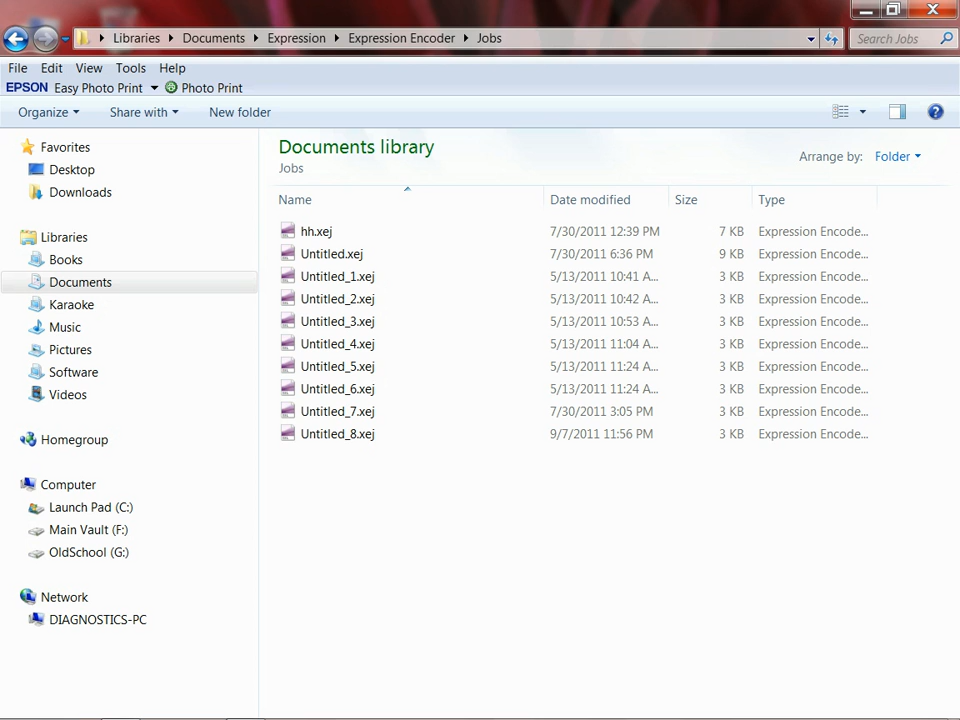 Libraries Documents Expression Expression Encoder Jobs Search Jobs
File Edit View Tools Help
EPSON Easy Photo Print Photo Print
Organize Share with New folder
Favorites
Desktop
Downloads
Libraries
Books
Documents
Karaoke
Music
Pictures
Software
Videos
Homegroup
Computer
Launch Pad (C:)
Main Vault (F:)
OldSchool (G:)
Network
DIAGNOSTICS-PC
Documents library
Jobs
Arrange by: Folder
Name Date modified Size Type
hh.xej 7/30/2011 12:39 PM 7 KB Expression Encode...
Untitled.xej 7/30/2011 6:36 PM 9 KB Expression Encode...
Untitled_1.xej 5/13/2011 10:41 A... 3 KB Expression Encode...
Untitled_2.xej 5/13/2011 10:42 A... 3 KB Expression Encode...
Untitled_3.xej 5/13/2011 10:53 A... 3 KB Expression Encode...
Untitled_4.xej 5/13/2011 11:04 A... 3 KB Expression Encode...
Untitled_5.xej 5/13/2011 11:24 A... 3 KB Expression Encode...
Untitled_6.xej 5/13/2011 11:24 A... 3 KB Expression Encode...
Untitled_7.xej 7/30/2011 3:05 PM 3 KB Expression Encode...
Untitled_8.xej 9/7/2011 11:56 PM 3 KB Expression Encode...